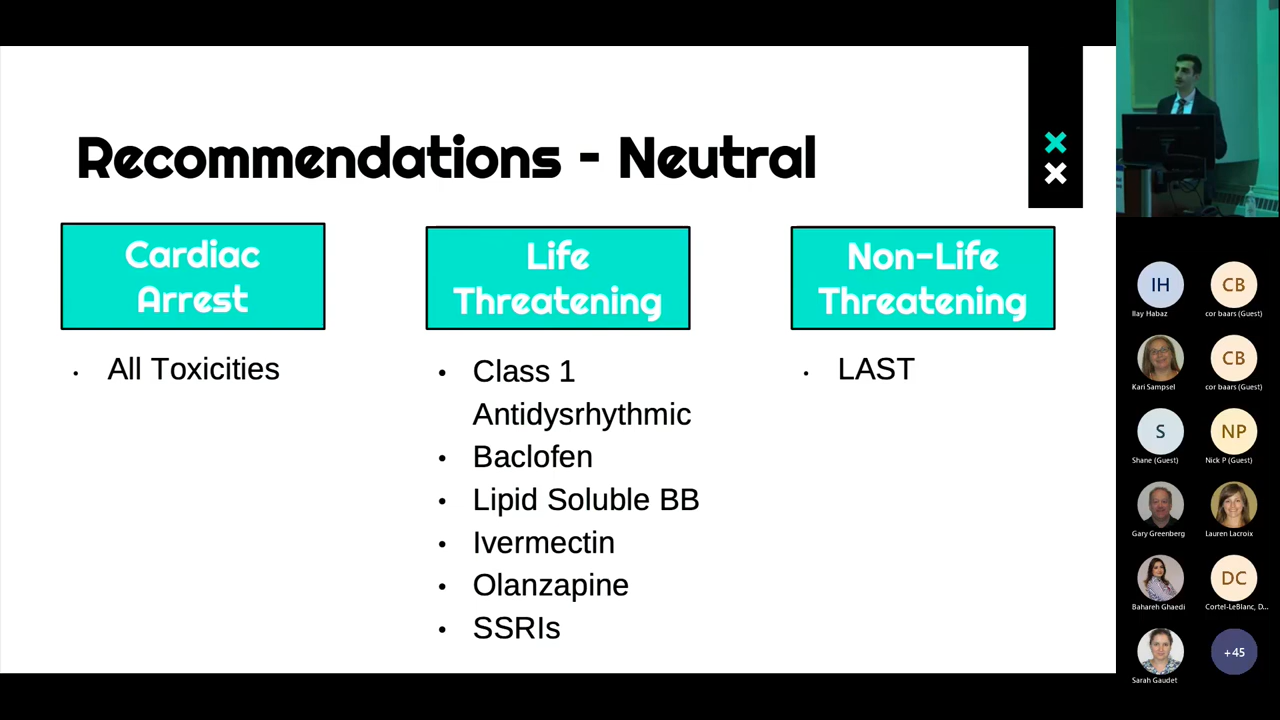 Recommendations - Neutral
Cardiac
Arrest
• All Toxicities
Life
Threatening
• Class 1
Antidysrhythmic
• Baclofen
• Lipid Soluble BB
• Ivermectin
• Olanzapine
• SSRIs
Non-Life
Threatening
• LAST
IH
Ilay Habaz
CB
cor baars (Guest)
Kari Sampsel
CB
cor baars (Guest)
S
Shane (Guest)
NP
Nick P (Guest)
Gary Greenberg
Lauren Lacroix
Bahareh Ghaedi
DC
Cortel-LeBlanc, D...
Sarah Gaudet
+45